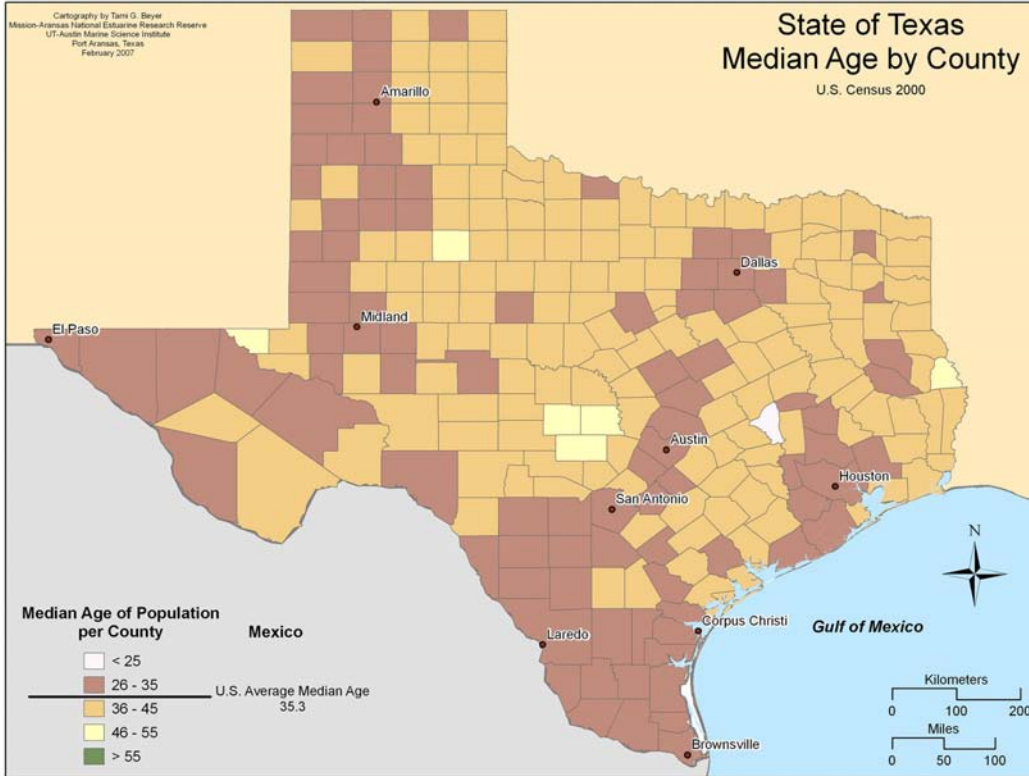 Cartography by Tami G. Beyer
Mission-Aransas National Estuarine Research Reserve
UT-Austin Marine Science Institute
Port Aransas, Texas
February 2007
State of Texas
Median Age by County
U.S. Census 2000
Amarillo
Dallas
Midland
El Paso
Austin
Houston
San Antonio
N
Corpus Christi
Gulf of Mexico
Laredo
Brownsville
Mexico
Median Age of Population
per County
< 25
26 - 35
U.S. Average Median Age
35.3
36 - 45
46 - 55
> 55
Kilometers
0 100 200
Miles
0 50 100